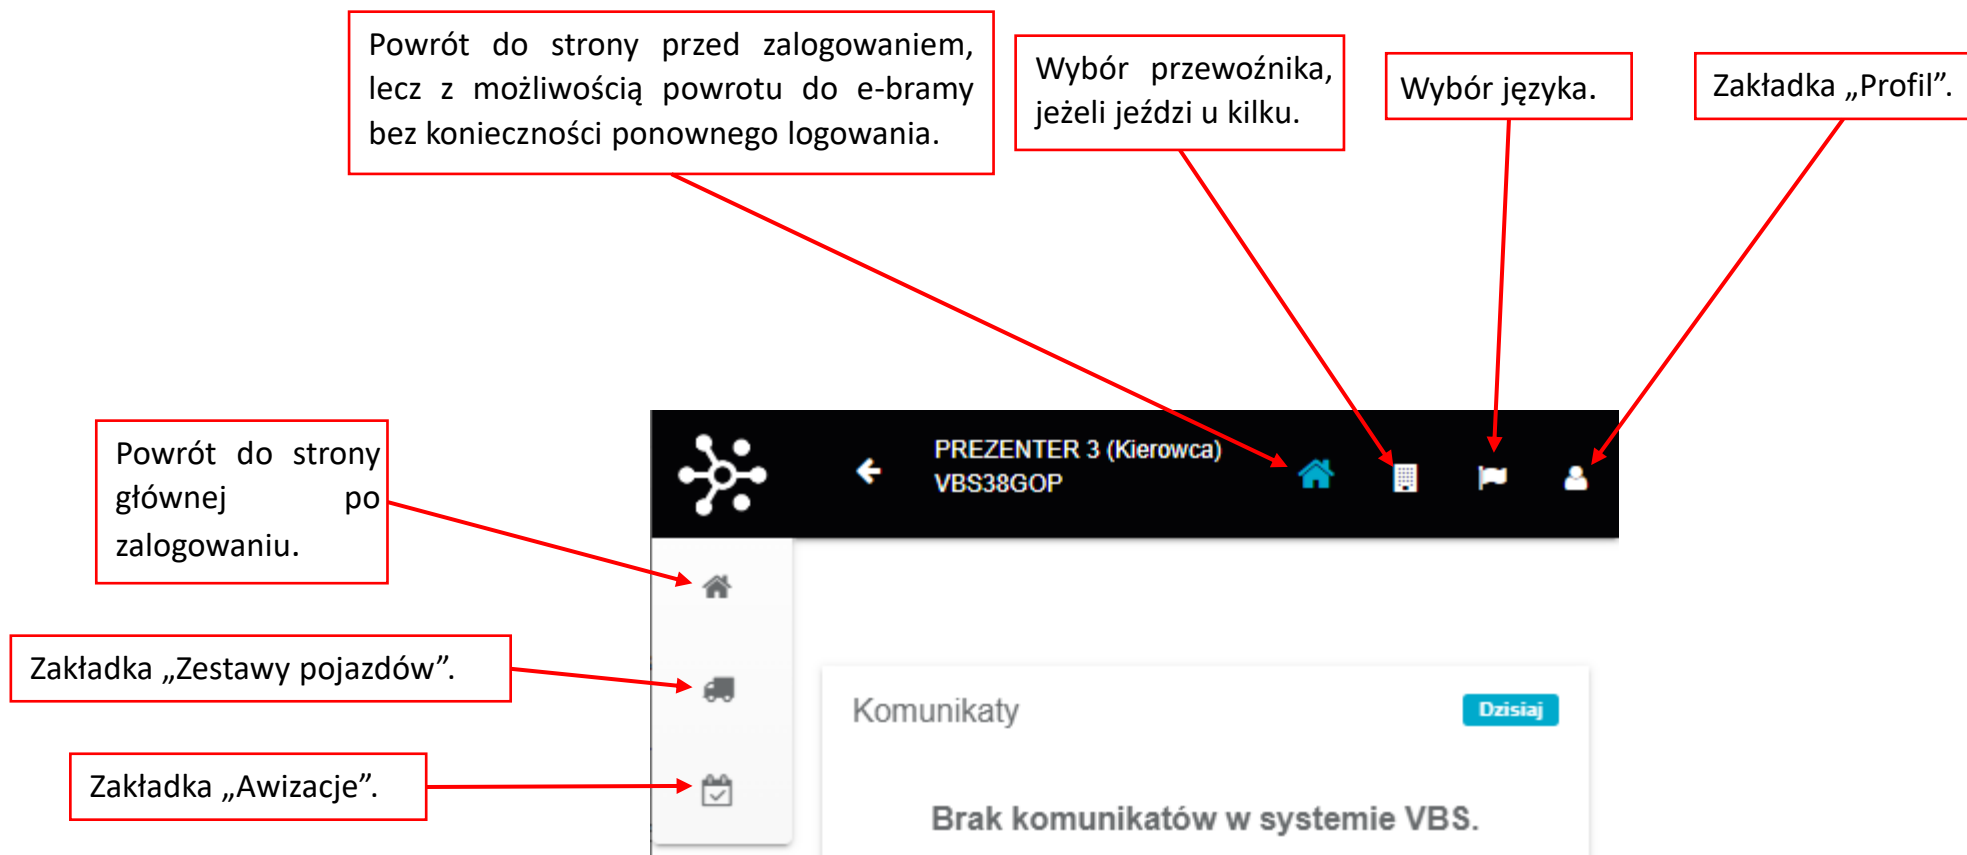 Powrót do strony przed zalogowaniem,
lecz z możliwością powrotu do e-bramy
bez konieczności ponownego logowania.
Wybór przewoźnika,
jeżeli jeździ u kilku.
Wybór języka.
Zakładka „Profil”.
Powrót do strony
głównej po
zalogowaniu.
PREZENTER 3 (Kierowca)
VBS38GOP
Zakładka „Zestawy pojazdów”.
Komunikaty
Dzisiaj
Zakładka „Awizacje”.
Brak komunikatów w systemie VBS.